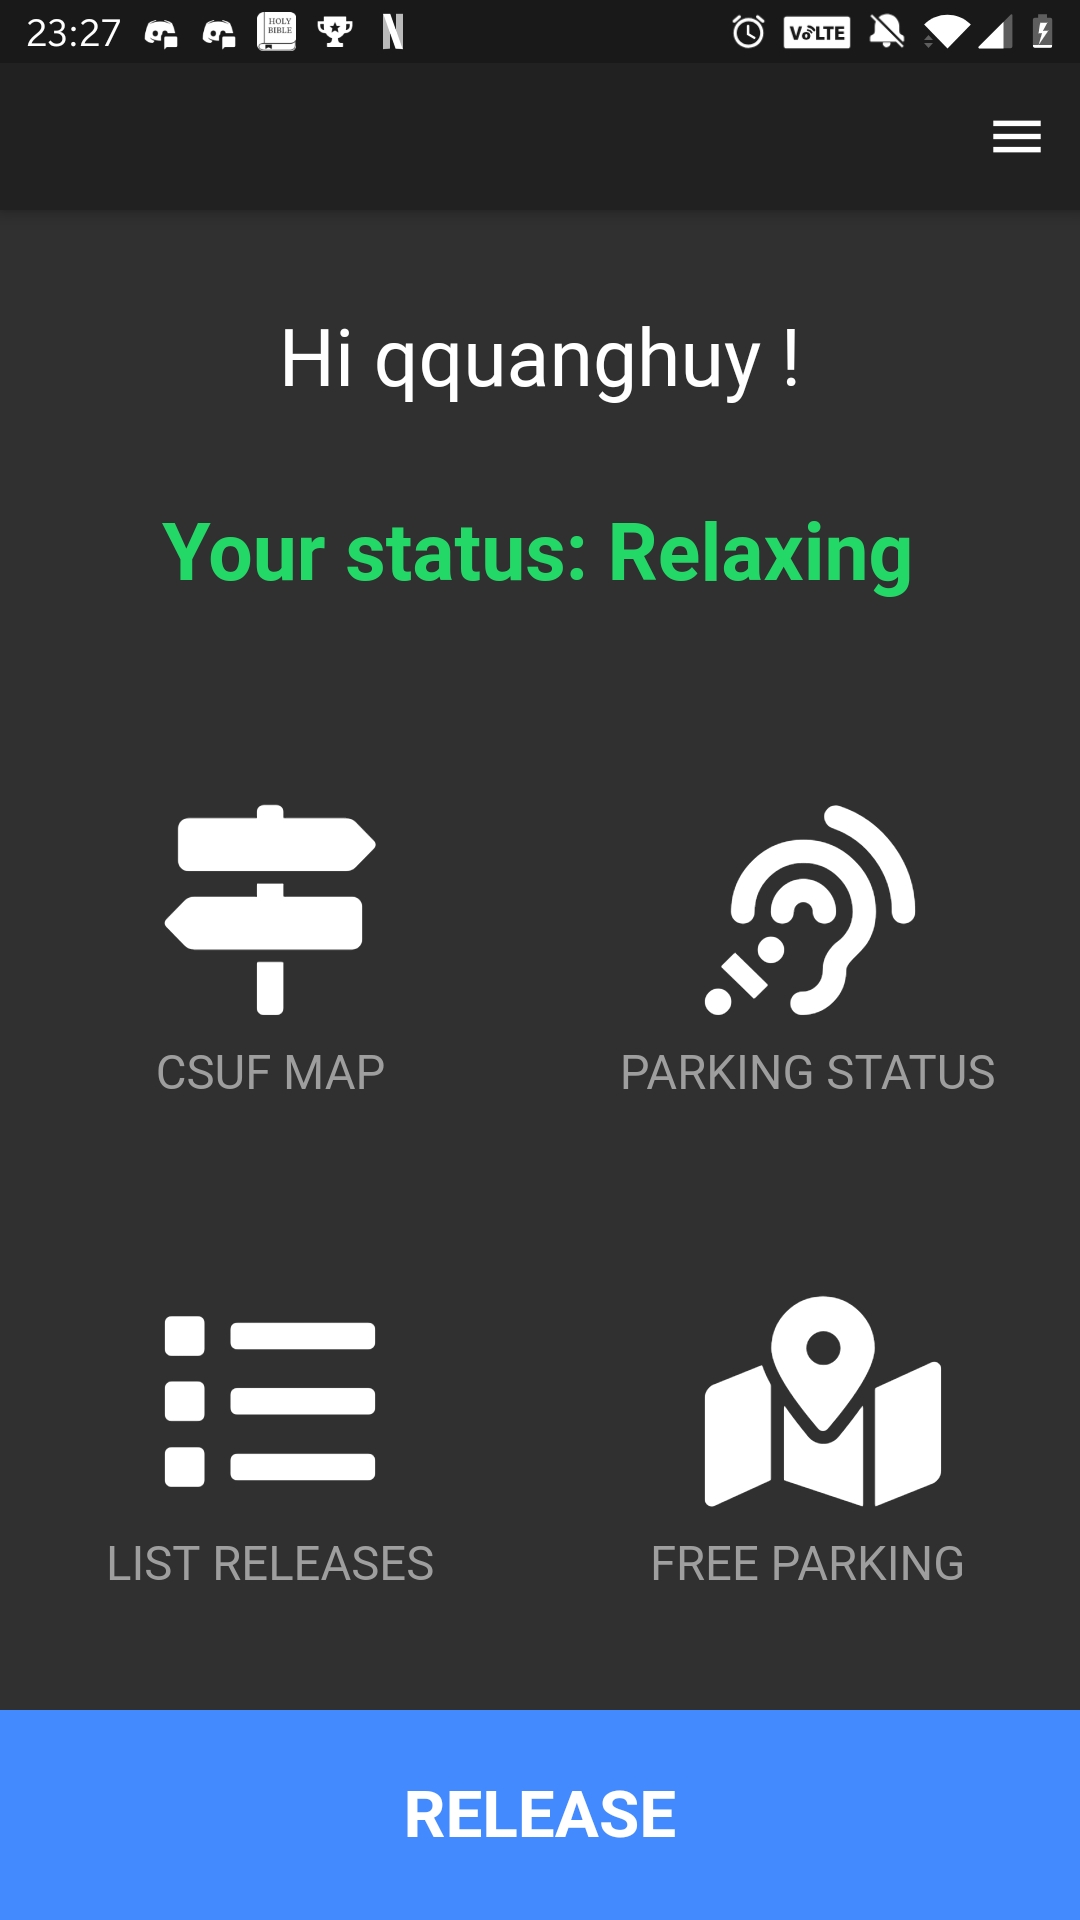 23:27
HOLY
BIBLE
VoLTE
Hi qquanghuy !
Your status: Relaxing
CSUF MAP
PARKING STATUS
LIST RELEASES
FREE PARKING
RELEASE